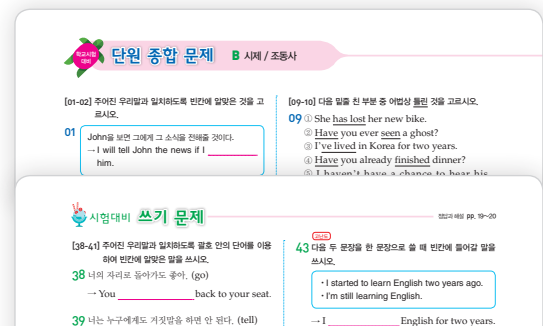 학교시험
대비
단원 종합 문제
B 시제 / 조동사
[01-02] 주어진 우리말과 일치하도록 빈칸에 알맞은 것을 고
르시오.
01 John을 보면 그에게 그 소식을 전해줄 것이다.
→ I will tell John the news if I
him.
[09-10] 다음 밑줄 친 부분 중 어법상 틀린 것을 고르시오.
09 ① She has lost her new bike.
② Have you ever seen a ghost?
③ I've lived in Korea for two years.
④ Have you already finished dinner?
⑤ I haven't have a chance to hear his
시험대비 쓰기 문제
정답과 해설 pp. 19~20
[38-41] 주어진 우리말과 일치하도록 괄호 안의 단어를 이용
하여 빈칸에 알맞은 말을 쓰시오.
38 너의 자리로 돌아가도 좋아. (go)
→ You ____________ back to your seat.
39 너는 누구에게도 거짓말을 하면 안 된다. (tell)
고난도
43 다음 두 문장을 한 문장으로 쓸 때 빈칸에 들어갈 말을
쓰시오.
• I started to learn English two years ago.
• I'm still learning English.
→ I ____________ English for two years.